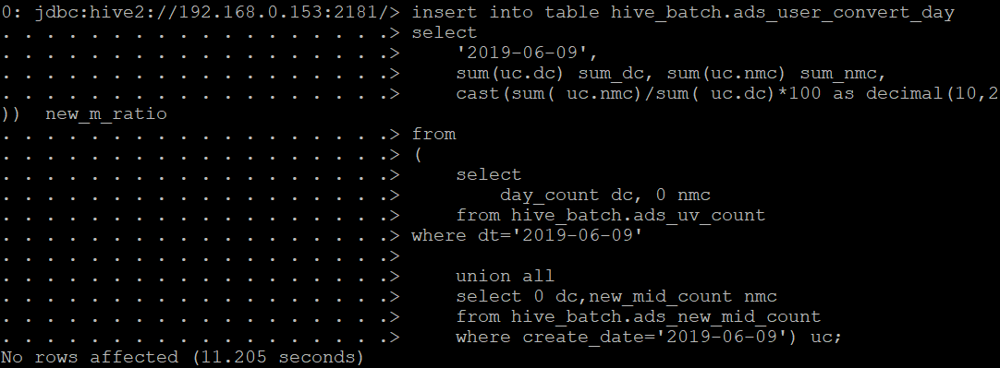 0: jdbc:hive2://192.168.0.153:2181/> insert into table hive_batch.ads_user_convert_day
. . . . . . . . . . . . . . . . . .> select
. . . . . . . . . . . . . . . . . .>     '2019-06-09',
. . . . . . . . . . . . . . . . . .>     sum(uc.dc) sum_dc, sum(uc.nmc) sum_nmc,
. . . . . . . . . . . . . . . . . .>     cast(sum( uc.nmc)/sum( uc.dc)*100 as decimal(10,2
))  new_m_ratio
. . . . . . . . . . . . . . . . . .> from
. . . . . . . . . . . . . . . . . .> (
. . . . . . . . . . . . . . . . . .>     select
. . . . . . . . . . . . . . . . . .>         day_count dc, 0 nmc
. . . . . . . . . . . . . . . . . .>     from hive_batch.ads_uv_count
. . . . . . . . . . . . . . . . . .> where dt='2019-06-09'
. . . . . . . . . . . . . . . . . .>
. . . . . . . . . . . . . . . . . .>     union all
. . . . . . . . . . . . . . . . . .>     select 0 dc,new_mid_count nmc
. . . . . . . . . . . . . . . . . .>     from hive_batch.ads_new_mid_count
. . . . . . . . . . . . . . . . . .>     where create_date='2019-06-09') uc;
No rows affected (11.205 seconds)